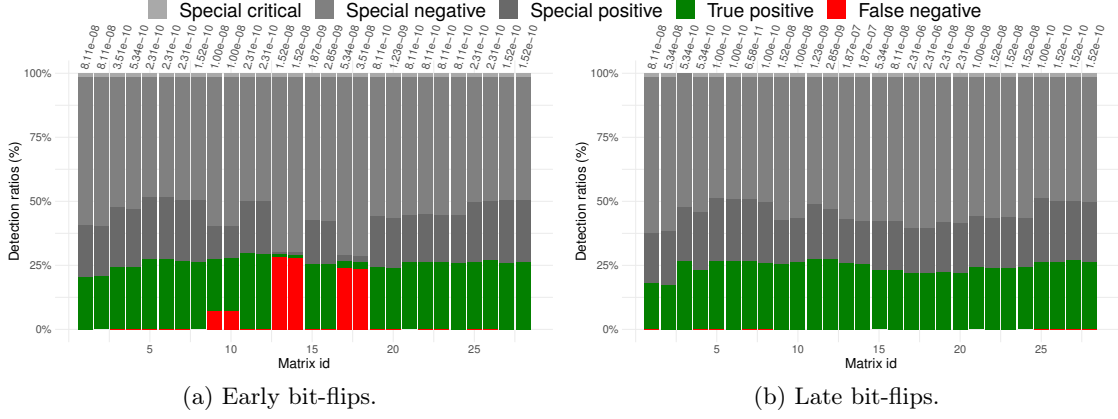 Special critical Special negative Special positive True positive False negative
8.11e−08 8.11e−08 3.51e−10 5.34e−10 2.31e−10 2.31e−10 2.31e−10 1.52e−10 1.00e−08 1.00e−08 2.31e−10 2.31e−10 1.52e−08 1.52e−08 1.87e−09 2.85e−09 5.34e−08 3.51e−08 8.11e−10 1.23e−09 8.11e−10 8.11e−10 8.11e−10 8.11e−10 2.31e−10 2.31e−10 1.52e−10 1.52e−10
100%
75%
50%
25%
0%
Detection ratios (%)
5 10 15 20 25
Matrix id
(a) Early bit-flips.
8.11e−08 5.34e−08 5.34e−10 5.34e−10 1.00e−10 1.00e−10 6.58e−11 1.00e−10 1.52e−10 1.00e−10 1.23e−09 2.85e−09 1.87e−07 1.87e−07 5.34e−08 8.11e−08 2.31e−06 2.31e−06 2.31e−06 2.31e−08 1.00e−08 1.52e−08 1.52e−08 1.52e−08 1.00e−10 1.52e−10 1.52e−10 1.52e−10
100%
75%
50%
25%
0%
Detection ratios (%)
5 10 15 20 25
Matrix id
(b) Late bit-flips.